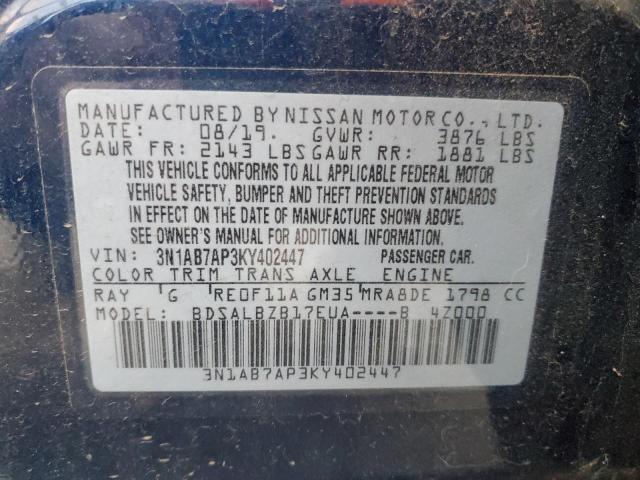 MANUFACTURED BY NISSAN MOTOR CO., LTD.
DATE: 08/19. GVWR: 3876 LBS
GAWR FR: 2143 LBS GAWR RR: 1881 LBS
THIS VEHICLE CONFORMS TO ALL APPLICABLE FEDERAL MOTOR
VEHICLE SAFETY, BUMPER AND THEFT PREVENTION STANDARDS
IN EFFECT ON THE DATE OF MANUFACTURE SHOWN ABOVE.
SEE OWNER'S MANUAL FOR ADDITIONAL INFORMATION.
VIN: 3N1AB7AP3KY402447 PASSENGER CAR.
COLOR TRIM TRANS AXLE ENGINE
RAY G RE0F11A GM35 MRA8DE 1798 CC
MODEL: BDSALBZB17EUA----B 4Z000
3N1AB7AP3KY402447